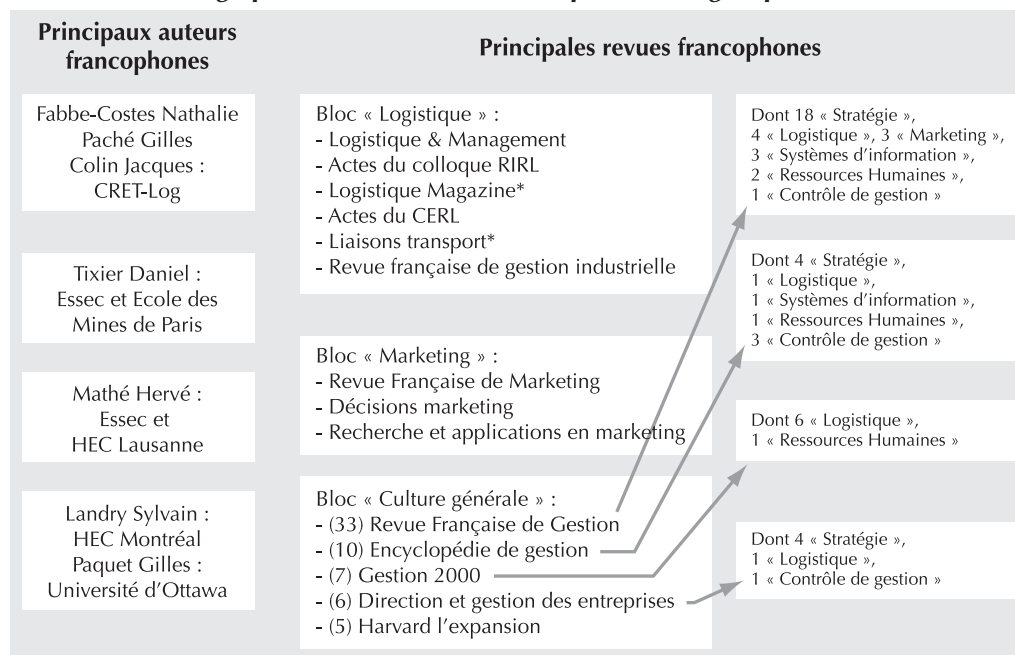 Principaux auteurs
francophones
Fabbe-Costes Nathalie
Paché Gilles
Colin Jacques :
CRET-Log
Tixier Daniel :
Essec et Ecole des
Mines de Paris
Mathé Hervé :
Essec et
HEC Lausanne
Landry Sylvain :
HEC Montréal
Paquet Gilles :
Université d'Ottawa
Principales revues francophones
Bloc « Logistique » :
- Logistique & Management
- Actes du colloque RIRL
- Logistique Magazine*
- Actes du CERL
- Liaisons transport*
- Revue française de gestion industrielle
Bloc « Marketing » :
- Revue Française de Marketing
- Décisions marketing
- Recherche et applications en marketing
Bloc « Culture générale » :
- (33) Revue Française de Gestion
- (10) Encyclopédie de gestion
- (7) Gestion 2000
- (6) Direction et gestion des entreprises
- (5) Harvard l'expansion
Dont 18 « Stratégie »,
4 « Logistique », 3 « Marketing »,
3 « Systèmes d'information »,
2 « Ressources Humaines »,
1 « Contrôle de gestion »
Dont 4 « Stratégie »,
1 « Logistique »,
1 « Systèmes d'information »,
1 « Ressources Humaines »,
3 « Contrôle de gestion »
Dont 6 « Logistique »,
1 « Ressources Humaines »
Dont 4 « Stratégie »,
1 « Logistique »,
1 « Contrôle de gestion »